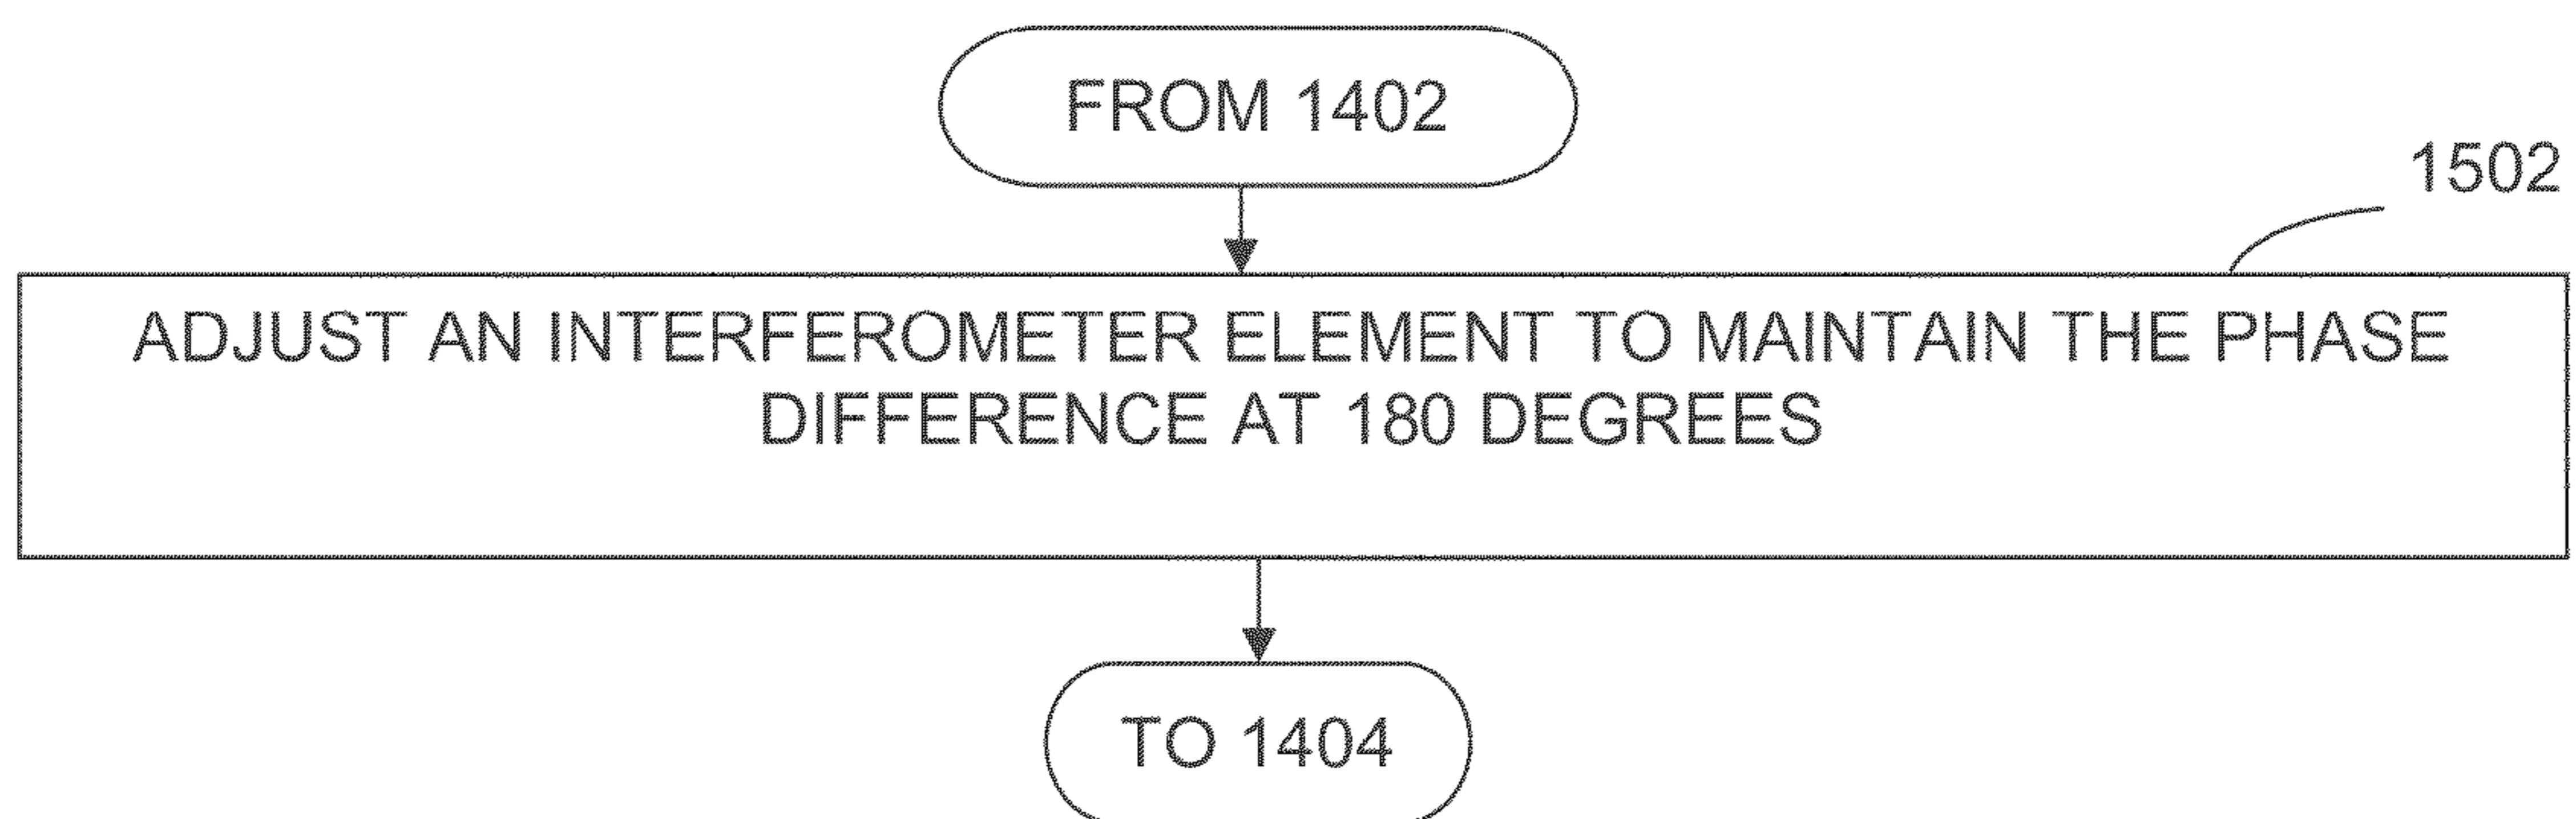 FROM 1402
1502
ADJUST AN INTERFEROMETER ELEMENT TO MAINTAIN THE PHASE
DIFFERENCE AT 180 DEGREES
TO 1404